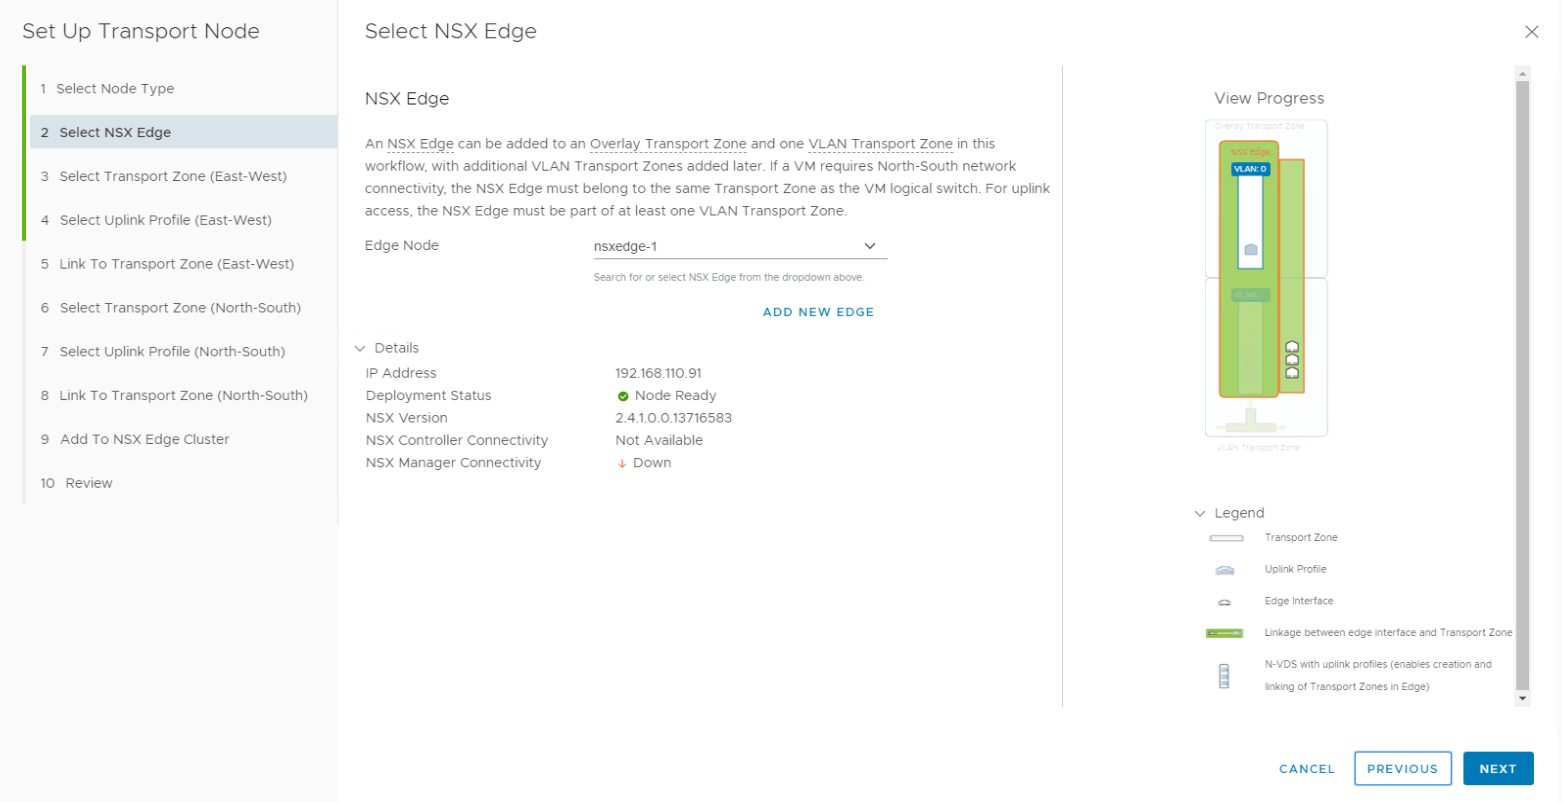 Set Up Transport Node
1 Select Node Type
2 Select NSX Edge
3 Select Transport Zone (East-West)
4 Select Uplink Profile (East-West)
5 Link To Transport Zone (East-West)
6 Select Transport Zone (North-South)
7 Select Uplink Profile (North-South)
8 Link To Transport Zone (North-South)
9 Add To NSX Edge Cluster
10 Review
Select NSX Edge
NSX Edge
An NSX Edge can be added to an Overlay Transport Zone and one VLAN Transport Zone in this
workflow, with additional VLAN Transport Zones added later. If a VM requires North-South network
connectivity, the NSX Edge must belong to the same Transport Zone as the VM logical switch. For uplink
access, the NSX Edge must be part of at least one VLAN Transport Zone.
Edge Node nsxedge-1
Search for or select NSX Edge from the dropdown above.
ADD NEW EDGE
Details
IP Address 192.168.110.91
Deployment Status Node Ready
NSX Version 2.4.1.0.0.13716583
NSX Controller Connectivity Not Available
NSX Manager Connectivity Down
View Progress
Overlay Transport Zone
NSX Edge
VLAN: 0
VLAN Transport Zone
Legend
Transport Zone
Uplink Profile
Edge Interface
Linkage between edge interface and Transport Zone
N-VDS with uplink profiles (enables creation and
linking of Transport Zones in Edge)
CANCEL PREVIOUS NEXT